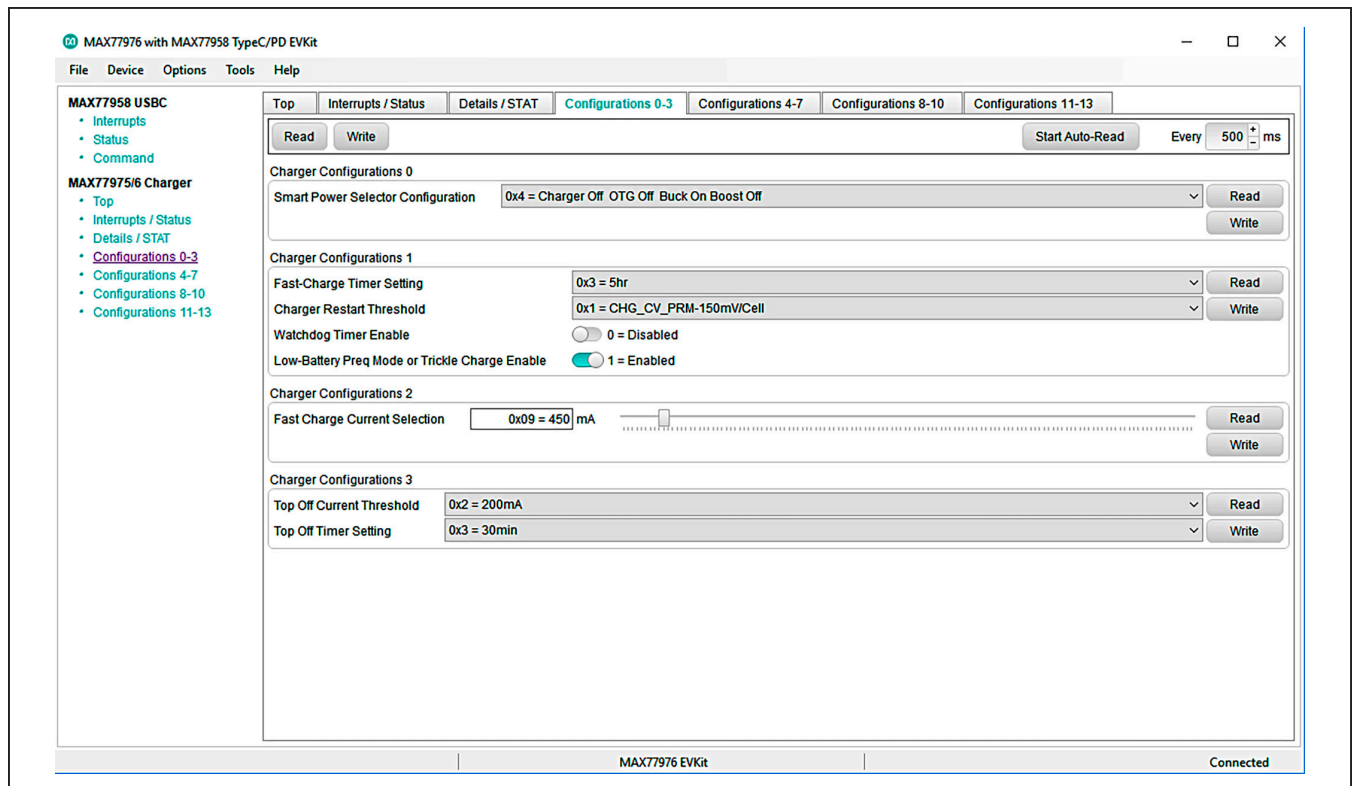 MAX77976 with MAX77958 TypeC/PD EVKit
File Device Options Tools Help
MAX77958 USBC
• Interrupts
• Status
• Command
MAX77975/6 Charger
• Top
• Interrupts / Status
• Details / STAT
• Configurations 0-3
• Configurations 4-7
• Configurations 8-10
• Configurations 11-13
Top Interrupts / Status Details / STAT Configurations 0-3 Configurations 4-7 Configurations 8-10 Configurations 11-13
Read Write Start Auto-Read Every 500 + - ms
Charger Configurations 0
Smart Power Selector Configuration 0x4 = Charger Off OTG Off Buck On Boost Off Read
Write
Charger Configurations 1
Fast-Charge Timer Setting 0x3 = 5hr Read
Charger Restart Threshold 0x1 = CHG_CV_PRM-150mV/Cell Write
Watchdog Timer Enable 0 = Disabled
Low-Battery Preq Mode or Trickle Charge Enable 1 = Enabled
Charger Configurations 2
Fast Charge Current Selection 0x09 = 450 mA Read
Write
Charger Configurations 3
Top Off Current Threshold 0x2 = 200mA Read
Top Off Timer Setting 0x3 = 30min Write
MAX77976 EVKit Connected